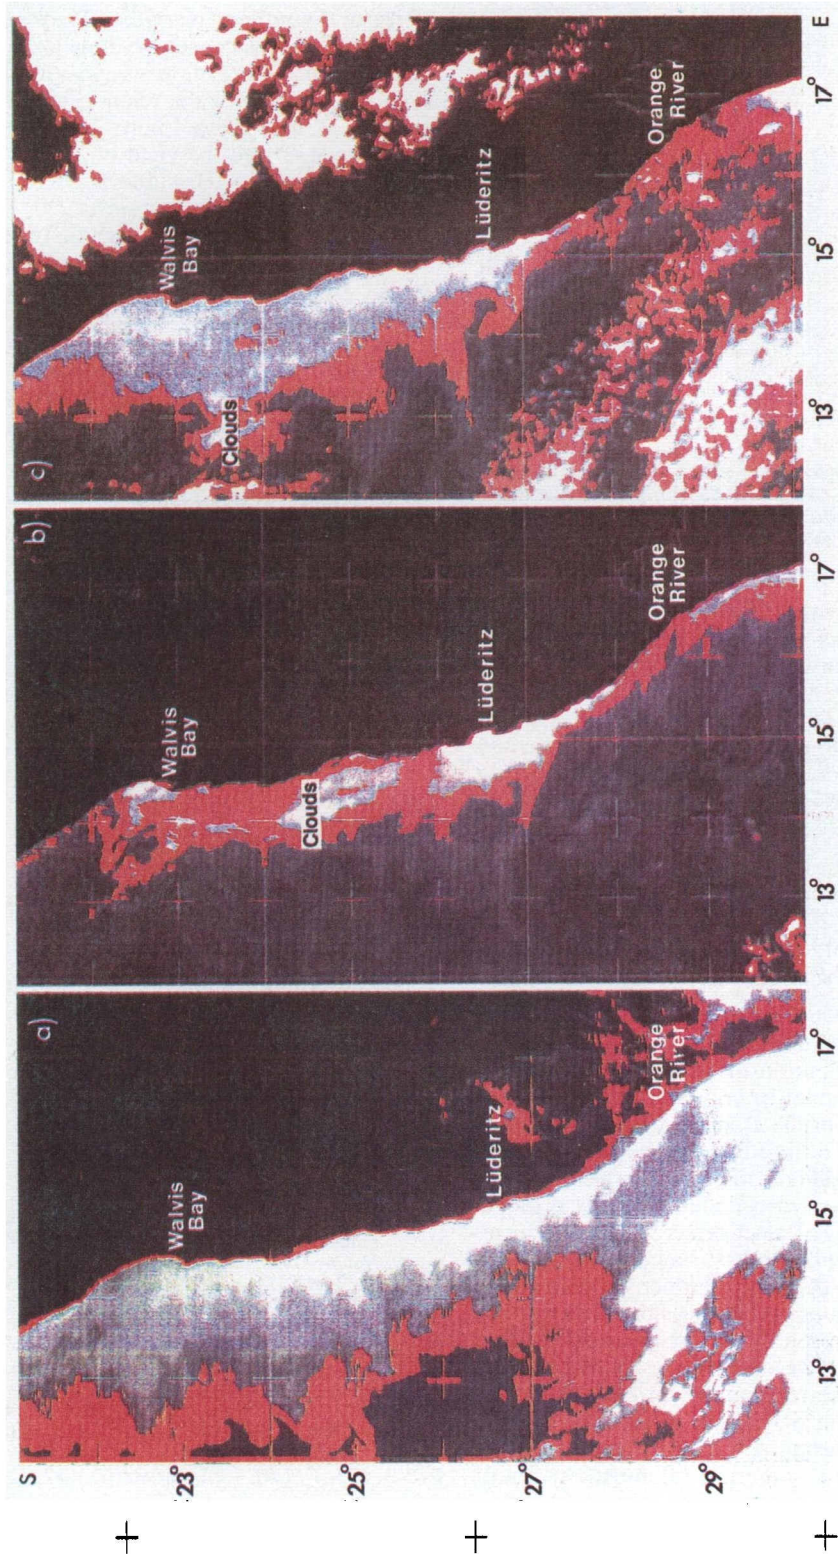 a)
Walvis
Bay
Lüderitz
Orange
River
b)
Walvis
Bay
Clouds
Lüderitz
Orange
River
c)
Walvis
Bay
Clouds
Lüderitz
Orange
River
S
23°
25°
27°
29°
13°
15°
17°
13°
15°
17°
13°
15°
17°
E